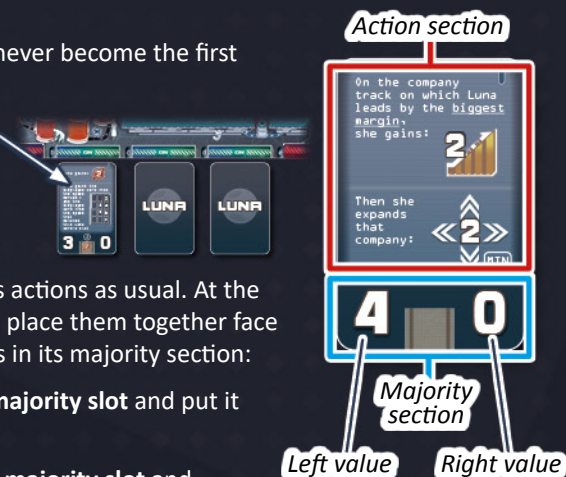 Action section
never become the first
On the company
track on which Luna
leads by the biggest
margin,
she gains:
2
LUNA
LUNA
3 0
Then she
expands
that
company:
2
MIN
s actions as usual. At the
place them together face
s in its majority section:
4 0
majority slot and put it
Majority
section
majority slot and
Left value
Right value